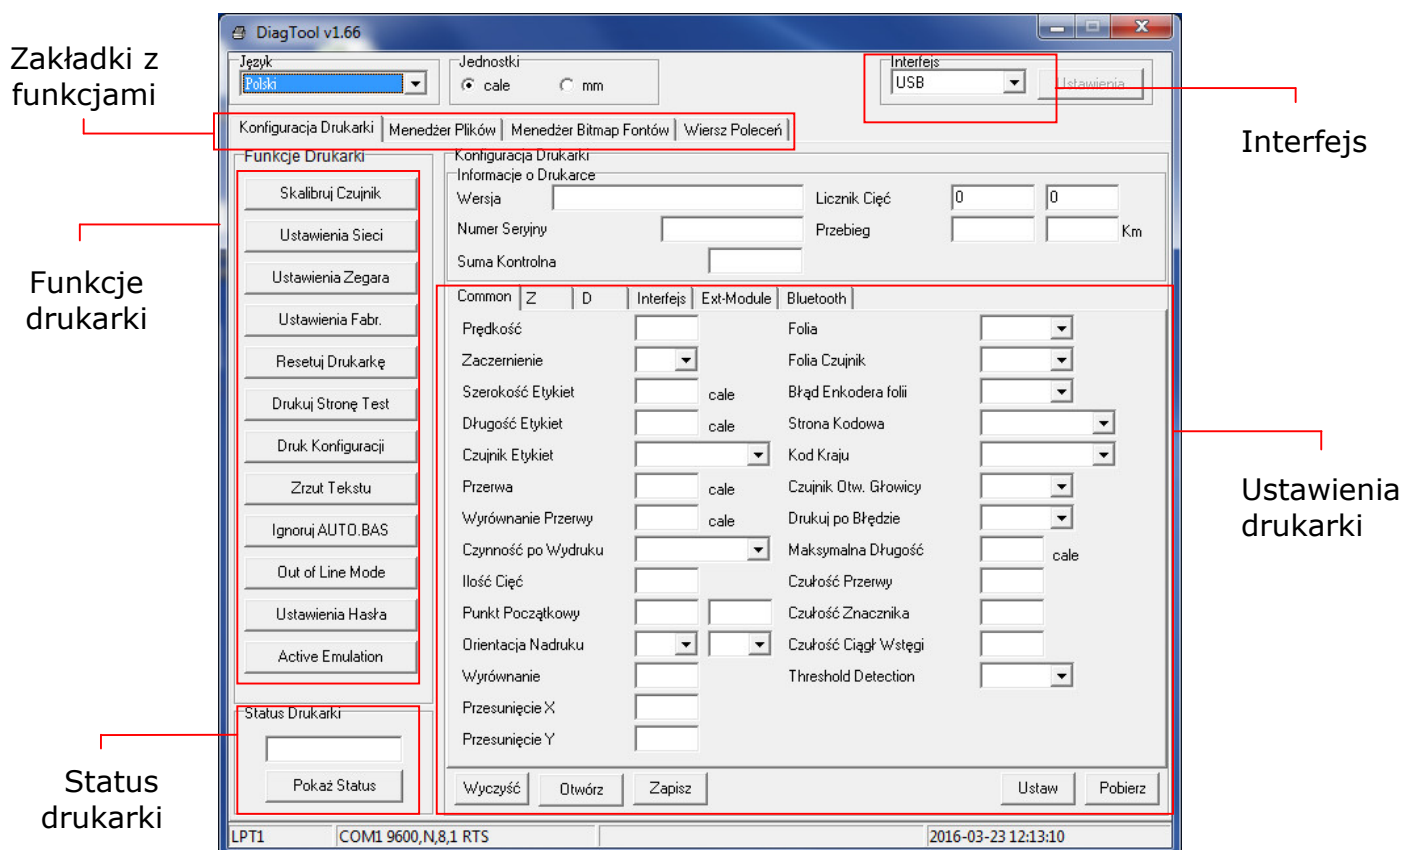 DiagTool v1.66
Zakładki z
funkcjami
Język
Polski
Jednostki
cale
mm
Interfejs
USB
Ustawienia
Interfejs
Konfiguracja Drukarki
Menedżer Plików
Menedżer Bitmap Fontów
Wiersz Poleceń
Funkcje Drukarki
Skalibruj Czujnik
Ustawienia Sieci
Ustawienia Zegara
Ustawienia Fabr.
Resetuj Drukarkę
Drukuj Stronę Test
Druk Konfiguracji
Zrzut Tekstu
Ignoruj AUTO.BAS
Out of Line Mode
Ustawienia Hasła
Active Emulation
Funkcje
drukarki
Status Drukarki
Pokaż Status
Status
drukarki
Konfiguracja Drukarki
Informacje o Drukarce
Wersja
Licznik Cięć
0
0
Numer Seryjny
Przebieg
Km
Suma Kontrolna
Common
Z
D
Interfejs
Ext-Module
Bluetooth
Prędkość
Folia
Zaczernienie
Folia Czujnik
Szerokość Etykiet
cale
Błąd Enkodera folii
Długość Etykiet
cale
Strona Kodowa
Czujnik Etykiet
Kod Kraju
Przerwa
cale
Czujnik Otw. Głowicy
Wyrównanie Przerwy
cale
Drukuj po Błędzie
Czynność po Wydruku
Maksymalna Długość
cale
Ilość Cięć
Czułość Przerwy
Punkt Początkowy
Czułość Znacznika
Orientacja Nadruku
Czułość Ciągł Wstęgi
Wyrównanie
Threshold Detection
Przesunięcie X
Przesunięcie Y
Wyczyść
Otwórz
Zapisz
Ustaw
Pobierz
Ustawienia
drukarki
LPT1
COM1 9600,N,8,1 RTS
2016-03-23 12:13:10